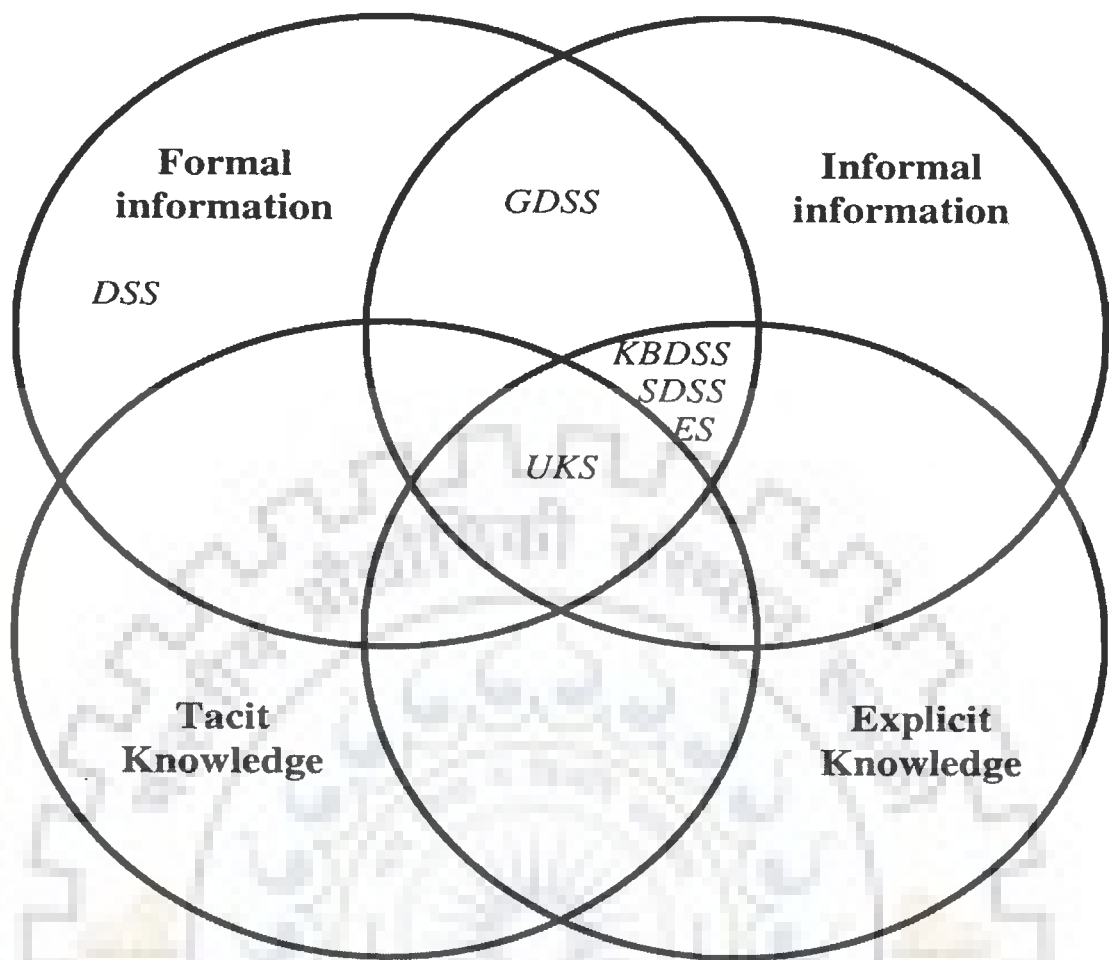 Formal
information
GDSS
Informal
information
DSS
KBDSS
SDSS
ES
UKS
Tacit
Knowledge
Explicit
Knowledge